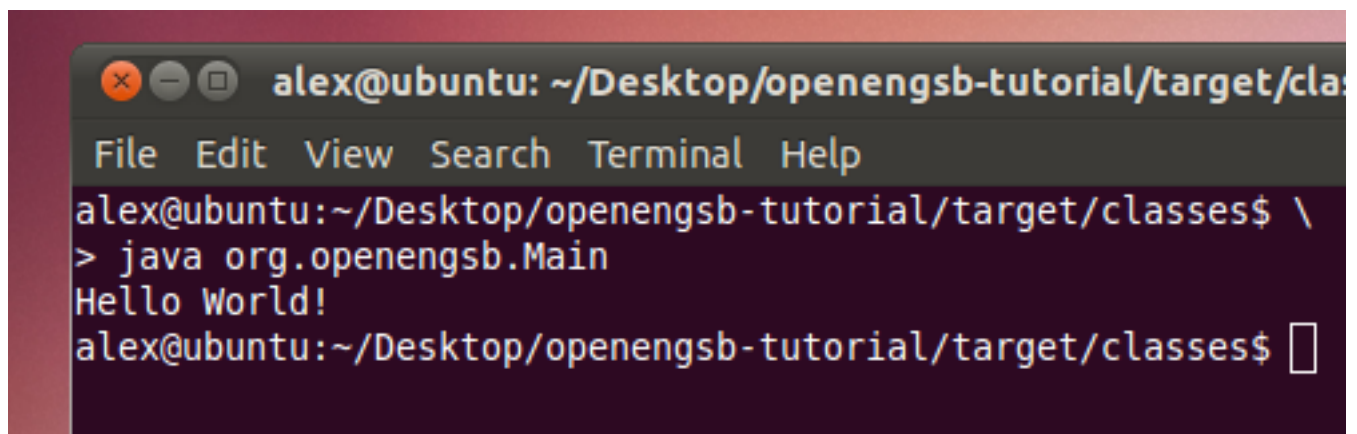 alex@ubuntu: ~/Desktop/openengsb-tutorial/target/clas
File Edit View Search Terminal Help
alex@ubuntu:~/Desktop/openengsb-tutorial/target/classes$ \
> java org.openengsb.Main
Hello World!
alex@ubuntu:~/Desktop/openengsb-tutorial/target/classes$